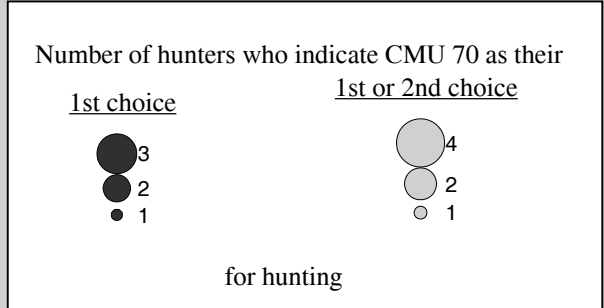 Number of hunters who indicate CMU 70 as their
1st choice
1st or 2nd choice
3
2
1
4
2
1
for hunting